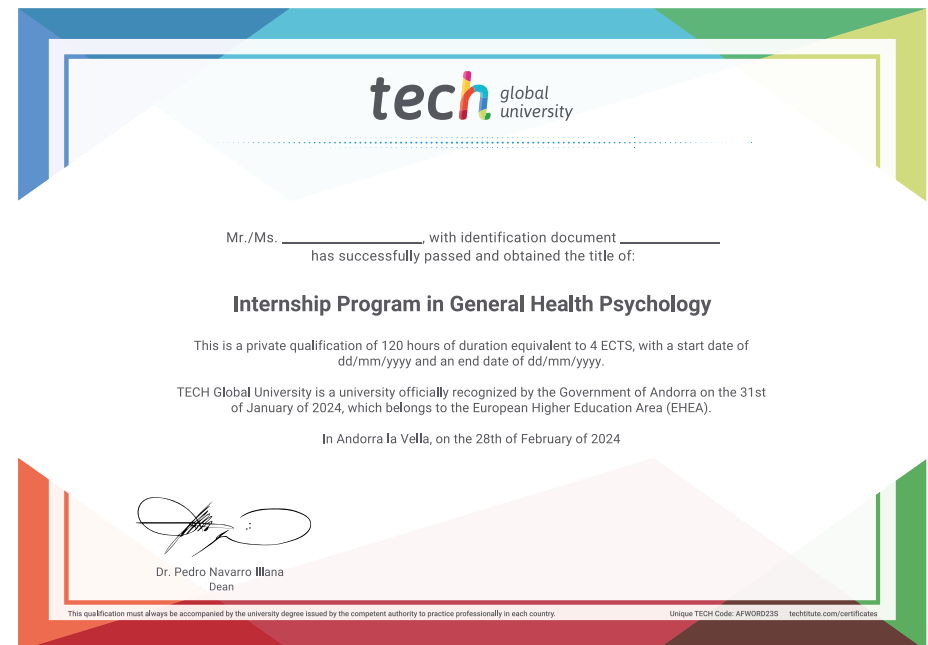 tech global
university
Mr./Ms. ____________________, with identification document ______________
has successfully passed and obtained the title of:
Internship Program in General Health Psychology
This is a private qualification of 120 hours of duration equivalent to 4 ECTS, with a start date of
dd/mm/yyyy and an end date of dd/mm/yyyy.
TECH Global University is a university officially recognized by the Government of Andorra on the 31st
of January of 2024, which belongs to the European Higher Education Area (EHEA).
In Andorra la Vella, on the 28th of February of 2024
Dr. Pedro Navarro Illana
Dean
This qualification must always be accompanied by the university degree issued by the competent authority to practice professionally in each country. Unique TECH Code: AFWORD23S techtitute.com/certificates